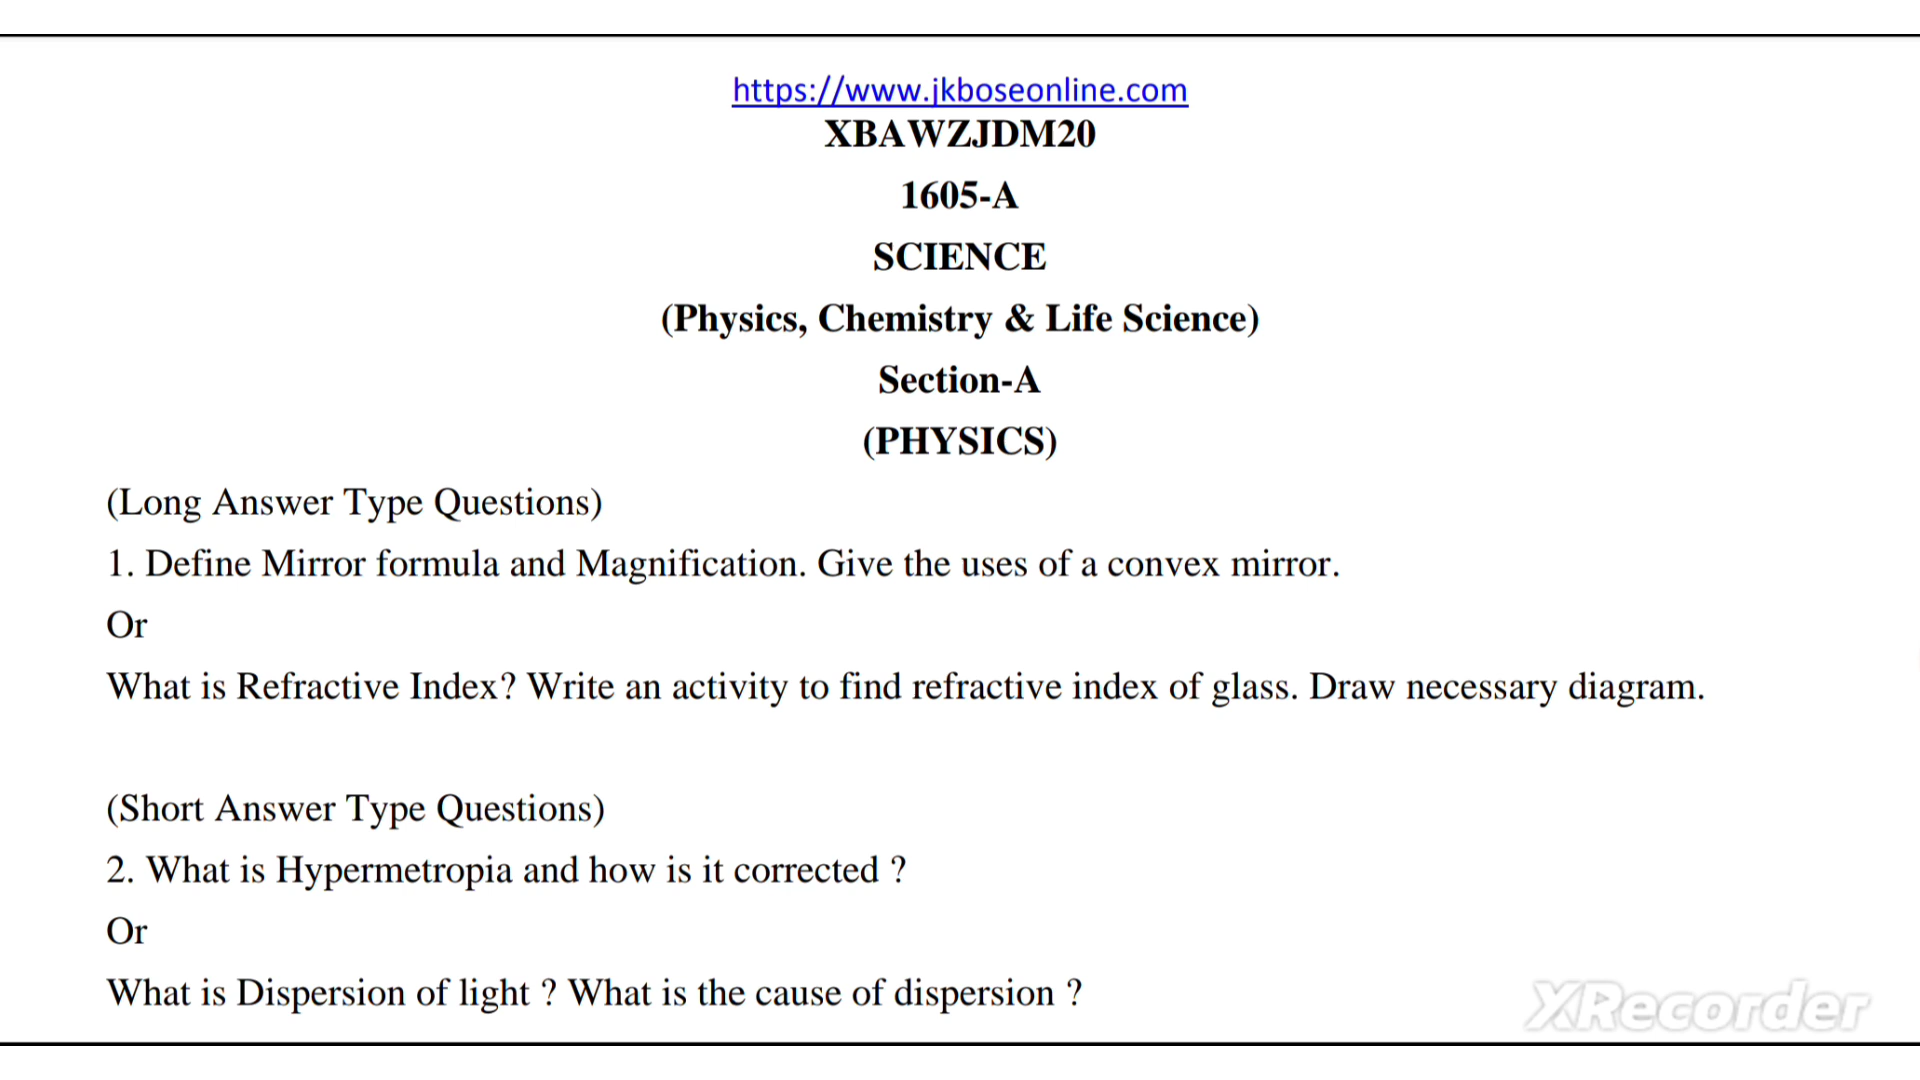 https://www.jkboseonline.com
XBAWZJDM20
1605-A
SCIENCE
(Physics, Chemistry & Life Science)
Section-A
(PHYSICS)
(Long Answer Type Questions)
1. Define Mirror formula and Magnification. Give the uses of a convex mirror.
Or
What is Refractive Index? Write an activity to find refractive index of glass. Draw necessary diagram.
(Short Answer Type Questions)
2. What is Hypermetropia and how is it corrected ?
Or
What is Dispersion of light ? What is the cause of dispersion ?
XRecorder